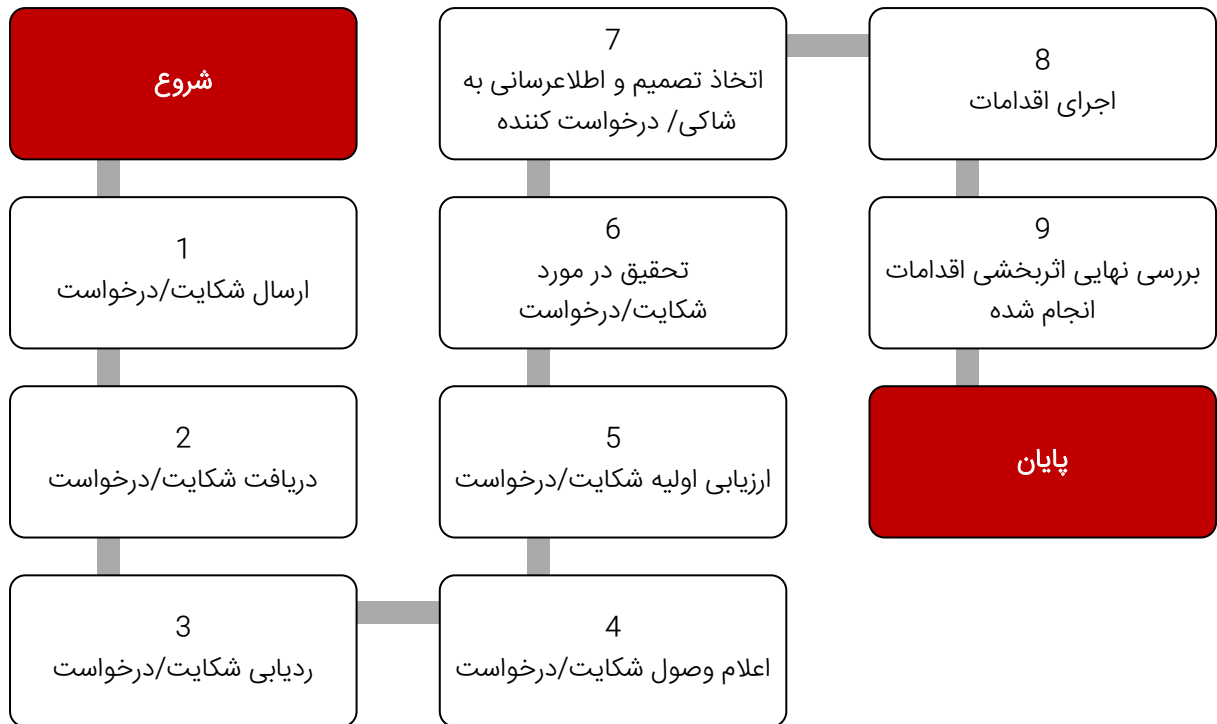 شروع
1
ارسال شکایت/درخواست
2
دریافت شکایت/درخواست
3
ردیابی شکایت/درخواست
4
اعلام وصول شکایت/درخواست
5
ارزیابی اولیه شکایت/درخواست
6
تحقیق در مورد
شکایت/درخواست
7
اتخاذ تصمیم و اطلاعرسانی به
شاکی/ درخواست کننده
8
اجرای اقدامات
9
بررسی نهایی اثربخشی اقدامات
انجام شده
پایان